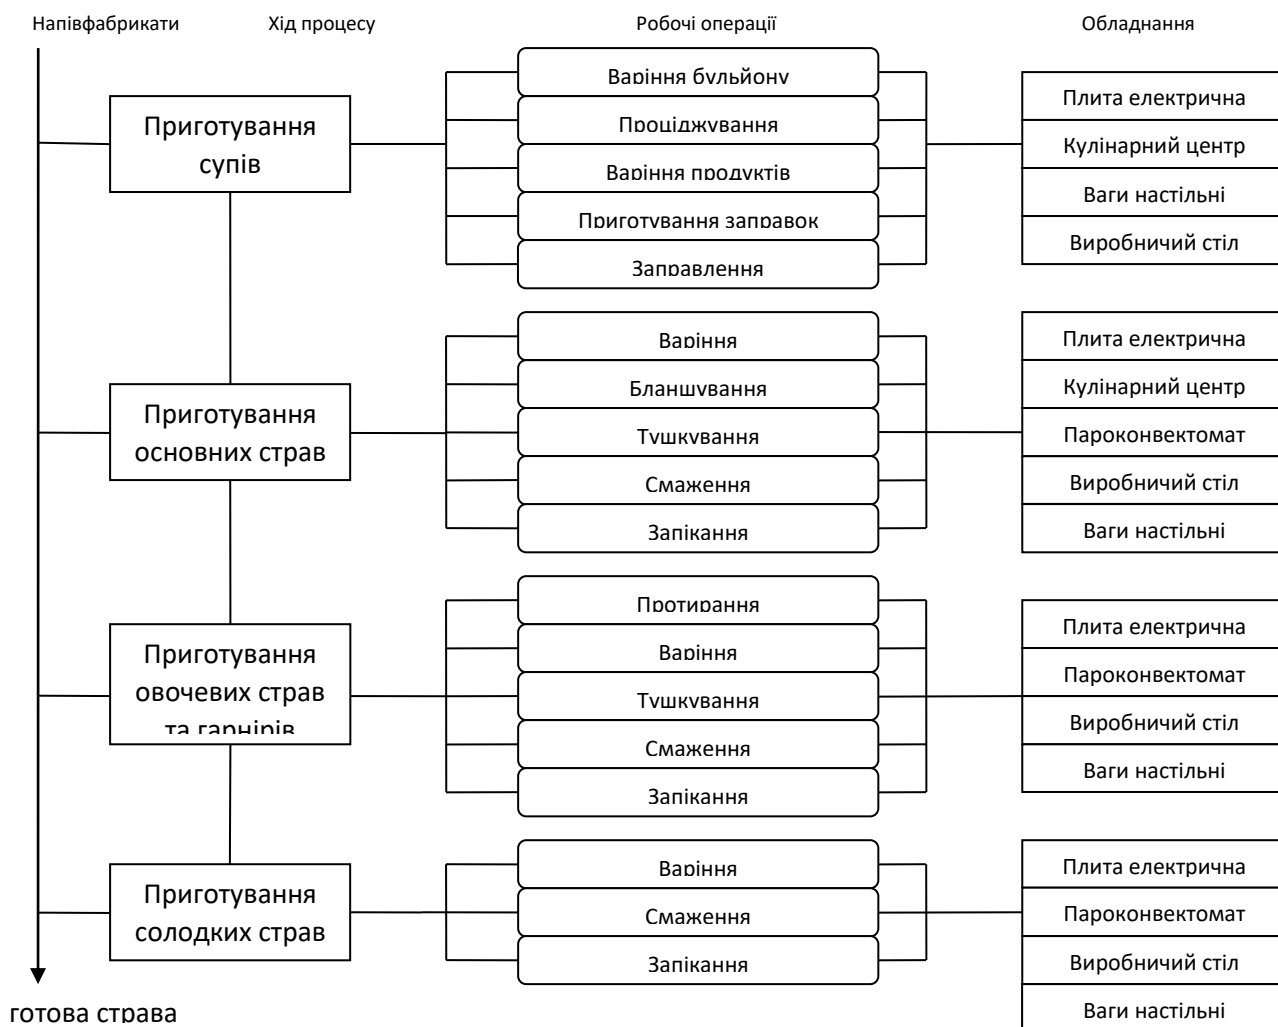 Напівфабрикати
Хід процесу
Робочі операції
Обладнання
Приготування
супів
Варіння бульйону
Проціджування
Варіння продуктів
Приготування заправок
Заправлення
Плита електрична
Кулінарний центр
Ваги настільні
Виробничий стіл
Приготування
основних страв
Варіння
Бланшування
Тушкування
Смаження
Запікання
Плита електрична
Кулінарний центр
Пароконвектомат
Виробничий стіл
Ваги настільні
Приготування
овочевих страв
та гарнірів
Протирання
Варіння
Тушкування
Смаження
Запікання
Плита електрична
Пароконвектомат
Виробничий стіл
Ваги настільні
Приготування
солодких страв
Варіння
Смаження
Запікання
Плита електрична
Пароконвектомат
Виробничий стіл
Ваги настільні
готова страва